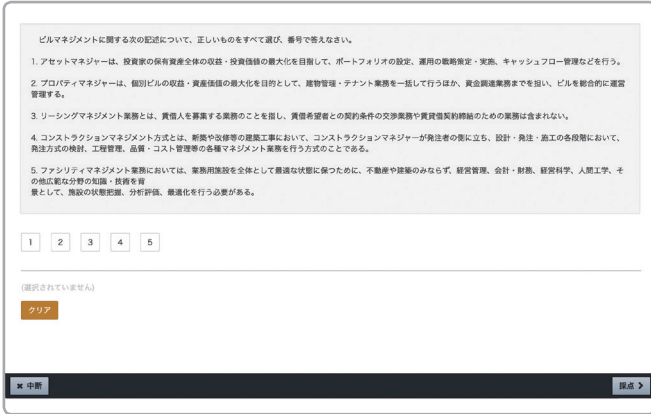 ビルマネジメントに関する次の記述について、正しいものをすべて選び、番号で答えなさい。
1. アセットマネジャーは、投資家の保有資産全体の収益・投資価値の最大化を目指して、ポートフォリオの設定、運用の戦略策定・実施、キャッシュフロー管理などを行う。
2. プロパティマネジャーは、個別ビルの収益・資産価値の最大化を目的として、建物管理・テナント業務を一括して行うほか、資金調達業務までを担い、ビルを総合的に運営
管理する。
3. リーシングマネジメント業務とは、賃借人を募集する業務のことを指し、賃借希望者との契約条件の交渉業務や賃貸借契約締結のための業務は含まれない。
4. コンストラクションマネジメント方式とは、新築や改修等の建築工事において、コンストラクションマネジャーが発注者の側に立ち、設計・発注・施工の各段階において、
発注方式の検討、工程管理、品質・コスト管理等の各種マネジメント業務を行う方式のことである。
5. ファシリティマネジメント業務においては、業務用施設を全体として最適な状態に保つために、不動産や建築のみならず、経営管理、会計・財務、経営科学、人間工学、そ
の他広範な分野の知識・技術を背
景として、施設の状態把握、分析評価、最適化を行う必要がある。
1 2 3 4 5
(選択されていません)
クリア
✖ 中断
採点 ❯